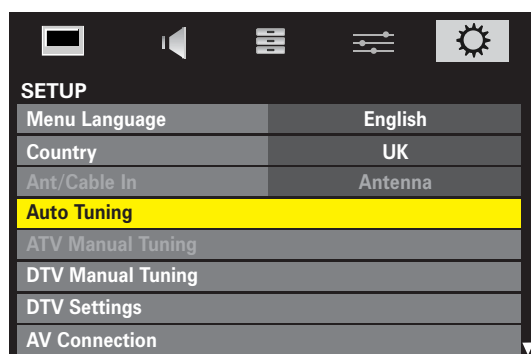 SETUP
Menu Language English
Country UK
Ant/Cable In Antenna
Auto Tuning
ATV Manual Tuning
DTV Manual Tuning
DTV Settings
AV Connection